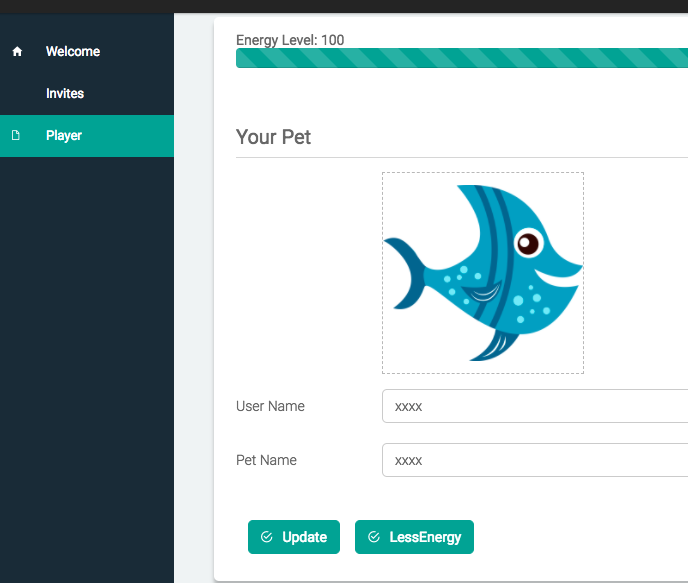 Welcome
Invites
Player
Energy Level: 100
Your Pet
User Name
xxxx
Pet Name
xxxx
Update
LessEnergy